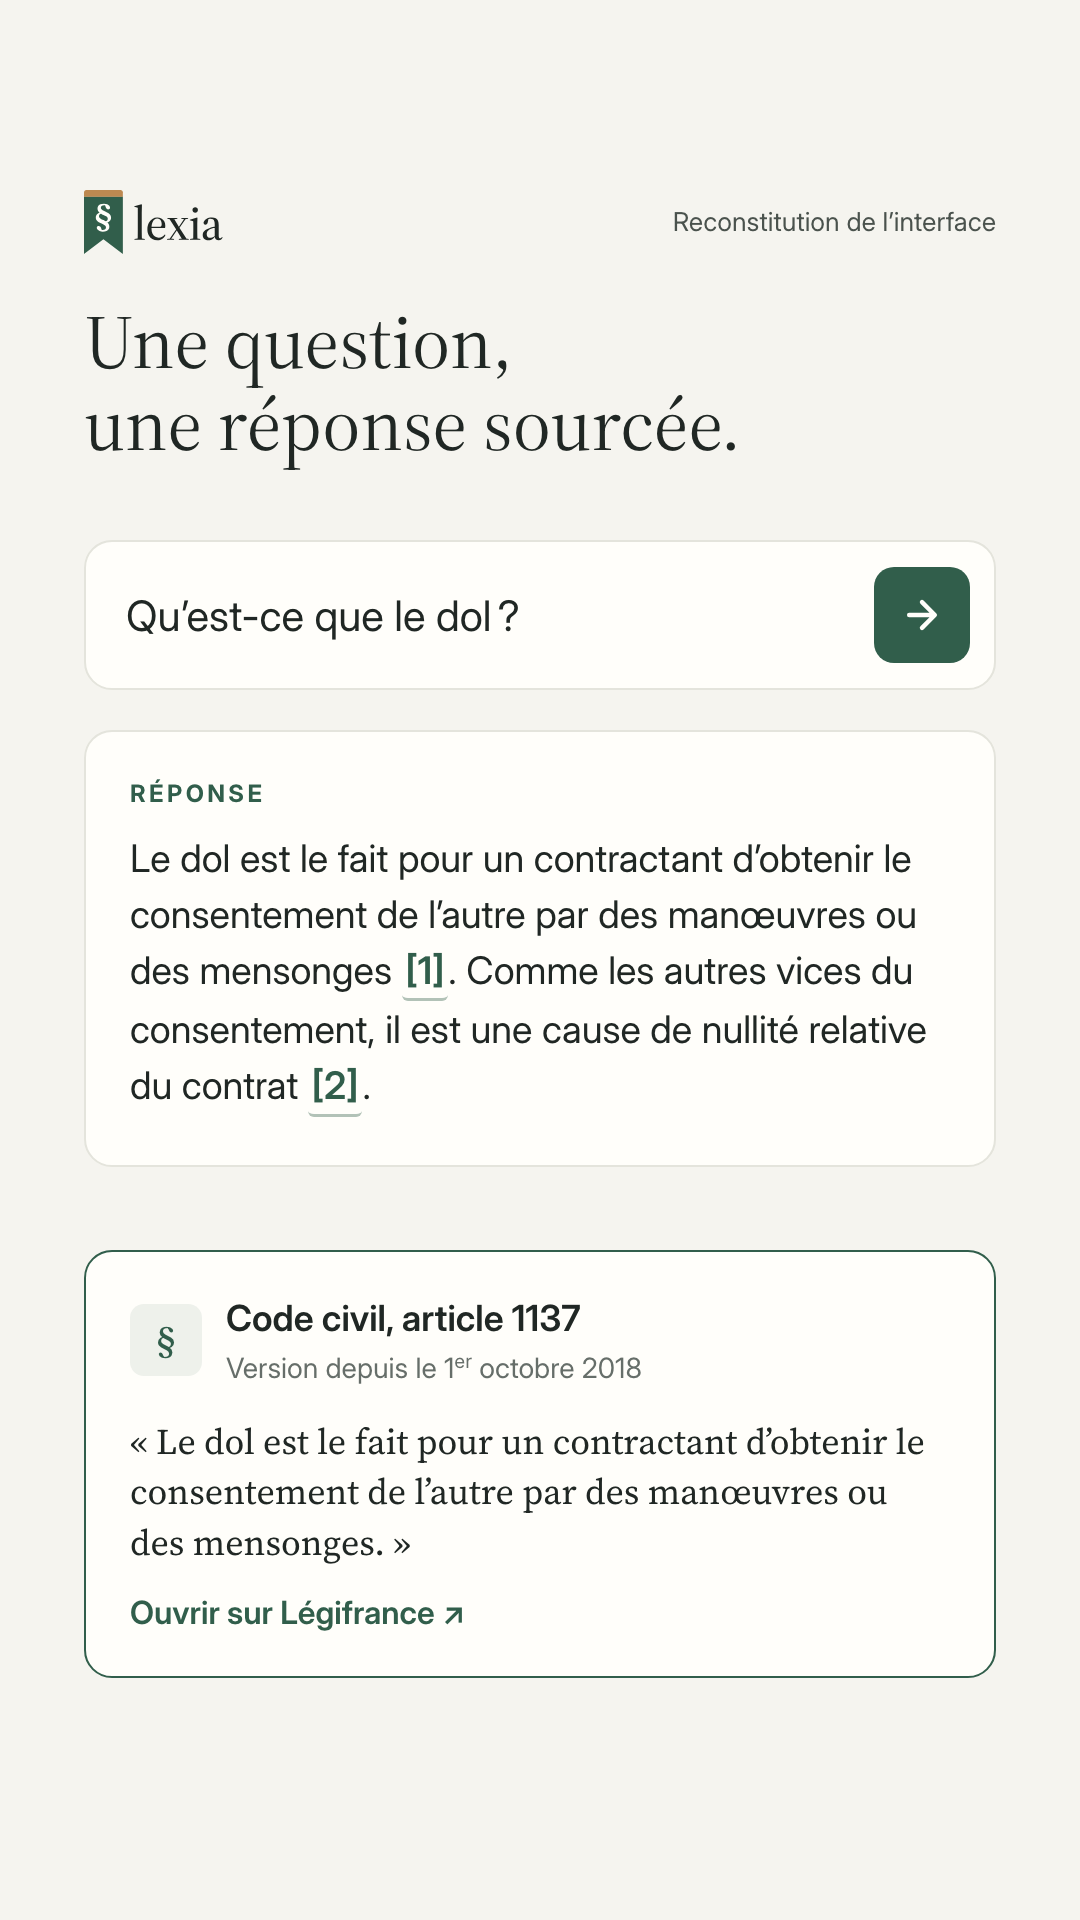 § lexia
Reconstitution de l’interface
Une question,
une réponse sourcée.
Qu’est-ce que le dol ?
RÉPONSE
Le dol est le fait pour un contractant d’obtenir le
consentement de l’autre par des manœuvres ou
des mensonges [1]. Comme les autres vices du
consentement, il est une cause de nullité relative
du contrat [2].
§
Code civil, article 1137
Version depuis le 1er octobre 2018
« Le dol est le fait pour un contractant d’obtenir le
consentement de l’autre par des manœuvres ou
des mensonges. »
Ouvrir sur Légifrance ↗